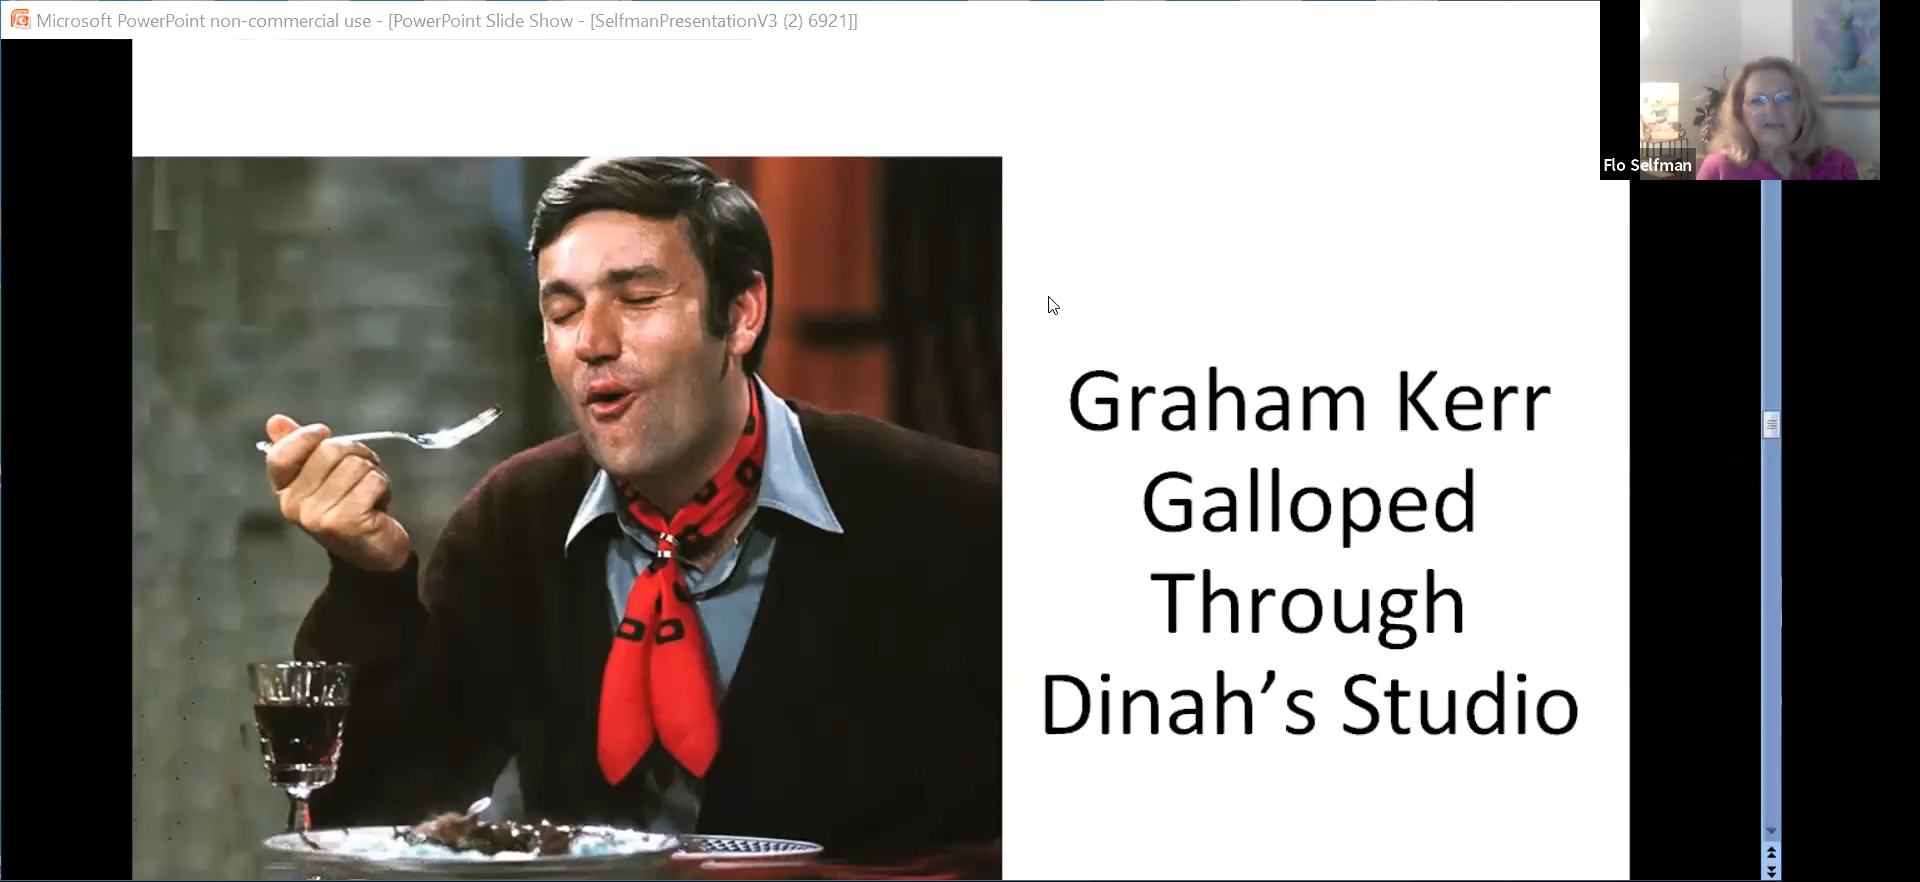 Microsoft PowerPoint non-commercial use - [PowerPoint Slide Show - [SelfmanPresentationV3 (2) 6921]]
Flo Selfman
Graham Kerr
Galloped
Through
Dinah’s Studio